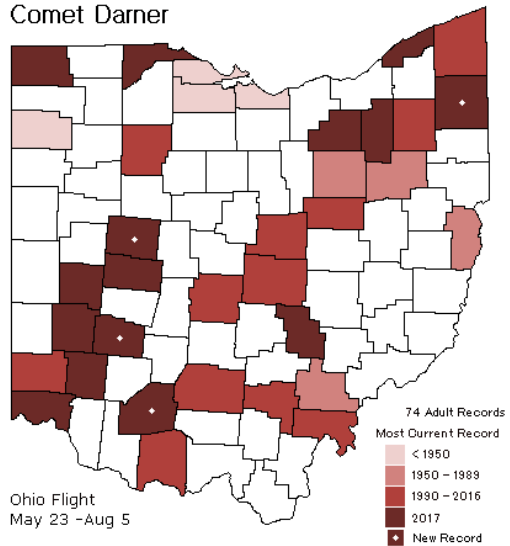 Comet Darner
74 Adult Records
Most Current Record
< 1950
1950 - 1989
1990 - 2016
2017
New Record
Ohio Flight
May 23 -Aug 5